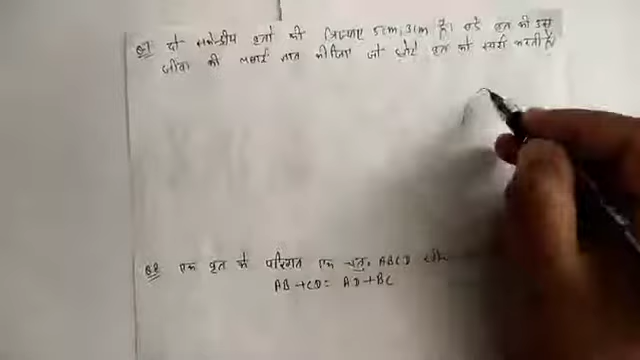 Q1 दो सकेन्द्रीय वृतो की त्रिज्याए 5cm, 3cm है। बडे वृत की उस
जीवा की लम्बाई ज्ञात कीजिए जो छोटे वृत को स्पर्श करती है।
Q2 एक वृत के परिगत एक चतु. ABCD
AB+CD= AD+BC